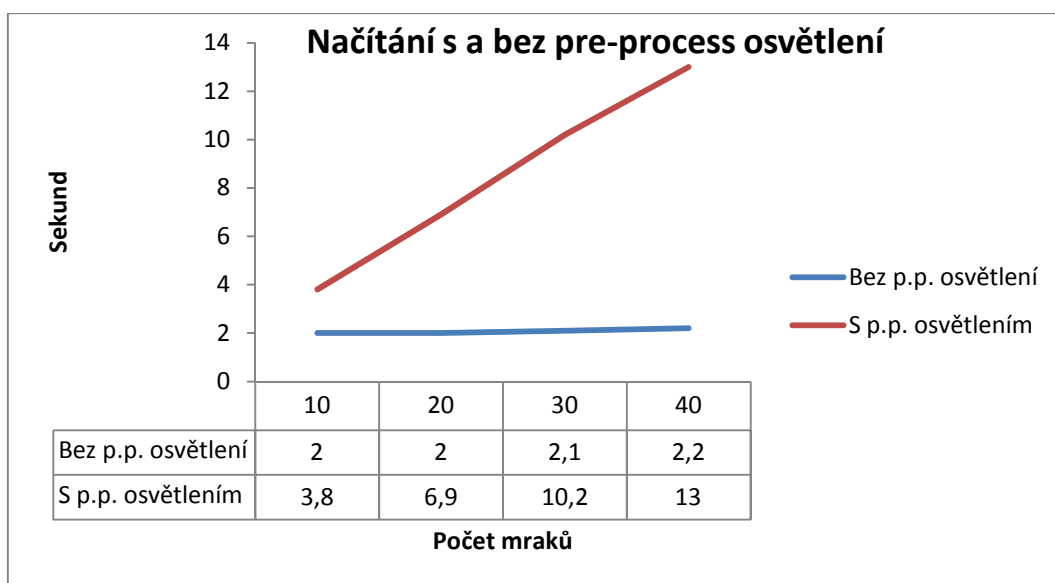 Načítání s a bez pre-process osvětlení
14
12
10
8
6
4
2
0
Sekund
Bez p.p. osvětlení
S p.p. osvětlením
10 20 30 40
Bez p.p. osvětlení 2 2 2,1 2,2
S p.p. osvětlením 3,8 6,9 10,2 13
Počet mraků